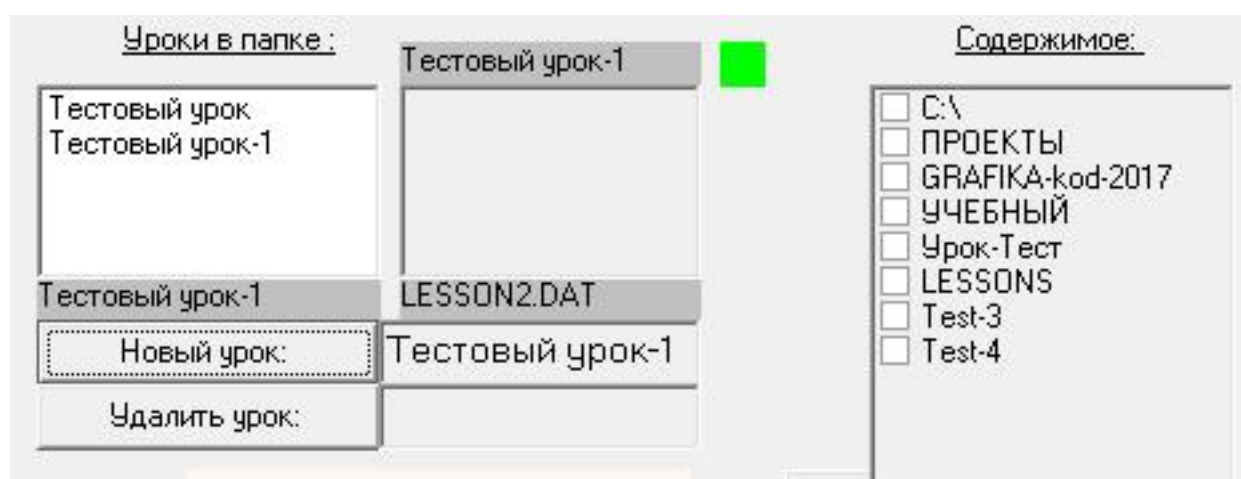 Уроки в папке :
Тестовый урок
Тестовый урок-1
Тестовый урок-1
Тестовый урок-1
LESSON2.DAT
Новый урок:
Тестовый урок-1
Удалить урок:
Содержимое:
C:\
ПРОЕКТЫ
GRAFIKA-kod-2017
УЧЕБНЫЙ
Урок-Тест
LESSONS
Test-3
Test-4